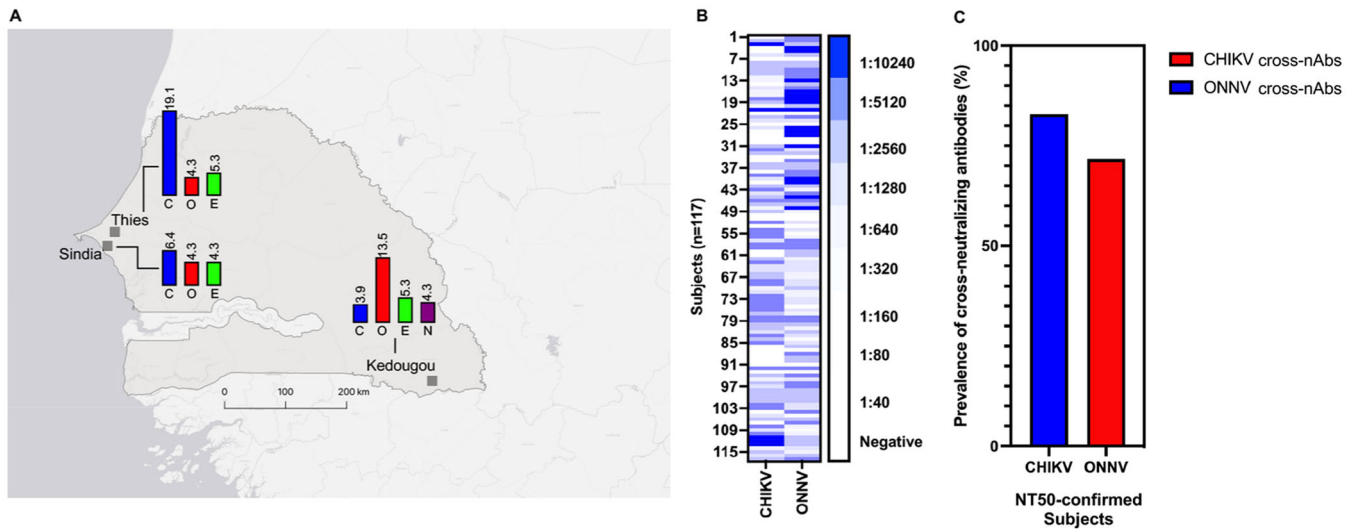 A
19.1
4.3
5.3
C
O
E
Thies
Sindia
6.4
4.3
4.3
C
O
E
3.9
13.5
5.3
4.3
C
O
E
N
Kedougou
0 100 200 km
B
Subjects (n=117)
1
7
13
19
25
31
37
43
49
55
61
67
73
79
85
91
97
103
109
115
CHIKV
ONNV
1:10240
1:5120
1:2560
1:1280
1:640
1:320
1:160
1:80
1:40
Negative
C
Prevalence of cross-neutralizing antibodies (%)
100
50
0
CHIKV ONNV
NT50-confirmed
Subjects
CHIKV cross-nAbs
ONNV cross-nAbs